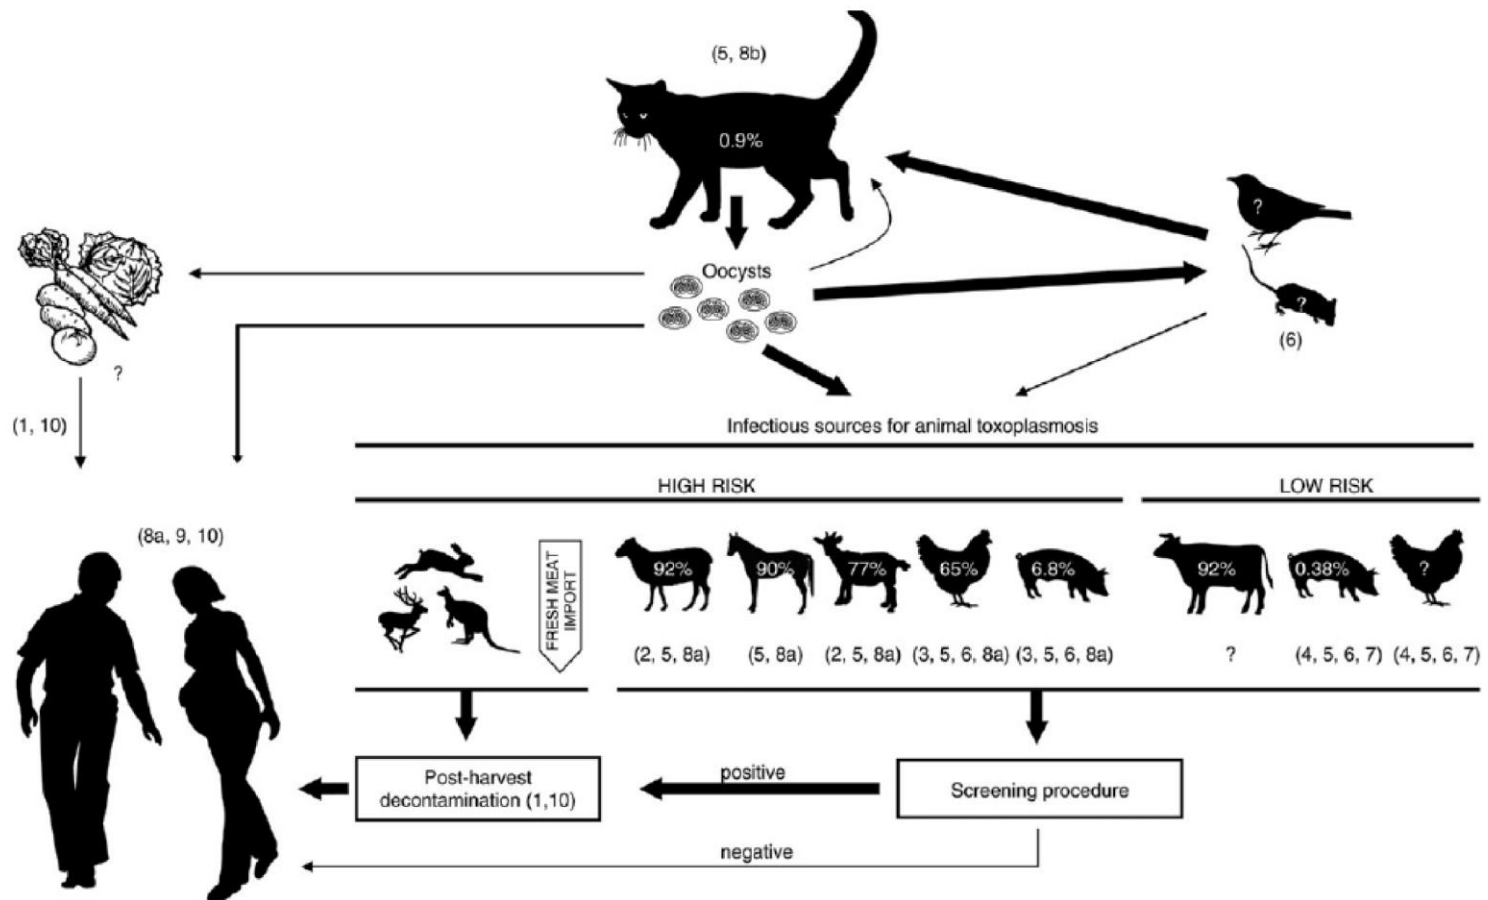 (5, 8b)
0.9%
?
Oocysts
?
(6)
?
(1, 10)
Infectious sources for animal toxoplasmosis
HIGH RISK
LOW RISK
(8a, 9, 10)
FRESH MEAT
IMPORT
92%
90%
77%
65%
6.8%
92%
0.38%
?
(2, 5, 8a)
(5, 8a)
(2, 5, 8a)
(3, 5, 6, 8a)
(3, 5, 6, 8a)
?
(4, 5, 6, 7)
(4, 5, 6, 7)
Post-harvest
decontamination (1,10)
positive
Screening procedure
negative